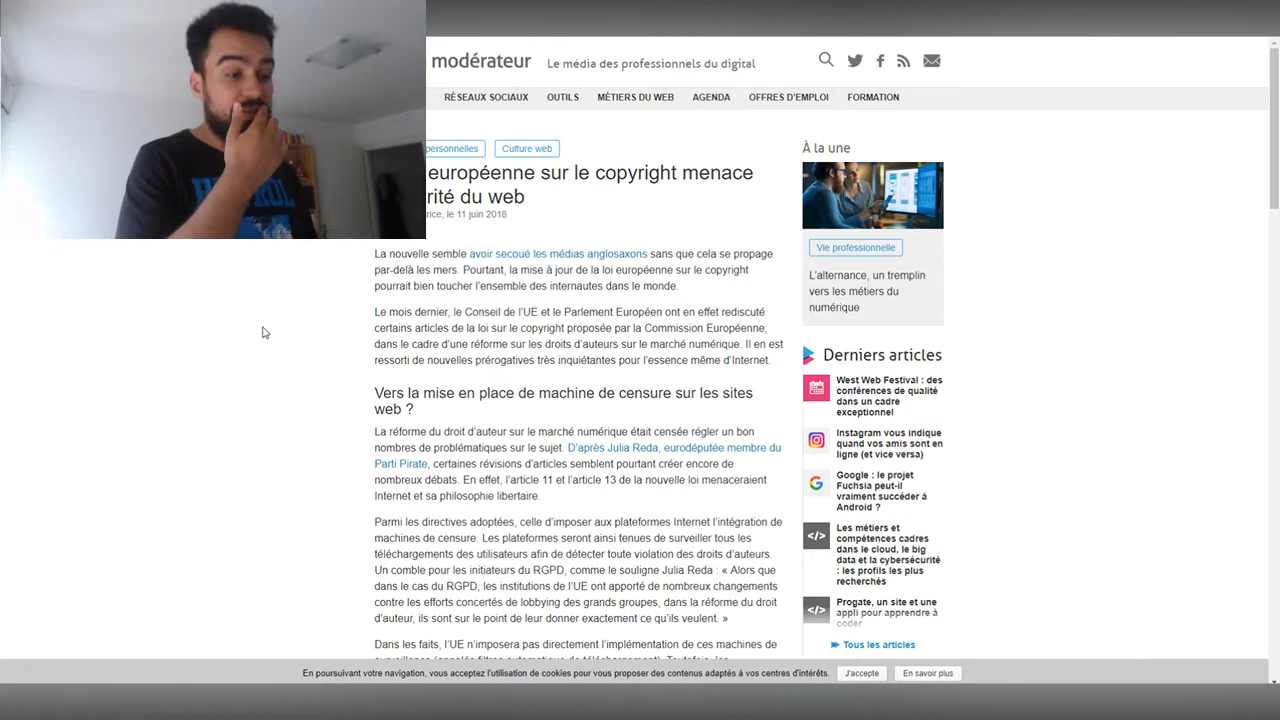 modérateur
Le média des professionnels du digital
RÉSEAUX SOCIAUX OUTILS MÉTIERS DU WEB AGENDA OFFRES D'EMPLOI FORMATION
personnelles
Culture web
européenne sur le copyright menace
rité du web
rice, le 11 juin 2018
La nouvelle semble avoir secoué les médias anglosaxons sans que cela se propage
par-delà les mers. Pourtant, la mise à jour de la loi européenne sur le copyright
pourrait bien toucher l'ensemble des internautes dans le monde.
Le mois dernier, le Conseil de l'UE et le Parlement Européen ont en effet rediscuté
certains articles de la loi sur le copyright proposée par la Commission Européenne,
dans le cadre d'une réforme sur les droits d'auteurs sur le marché numérique. Il en est
ressorti de nouvelles prérogatives très inquiétantes pour l'essence même d'Internet.
Vers la mise en place de machine de censure sur les sites
web ?
La réforme du droit d'auteur sur le marché numérique était censée régler un bon
nombres de problématiques sur le sujet. D'après Julia Reda, eurodéputée membre du
Parti Pirate, certaines révisions d'articles semblent pourtant créer encore de
nombreux débats. En effet, l'article 11 et l'article 13 de la nouvelle loi menaceraient
Internet et sa philosophie libertaire.
Parmi les directives adoptées, celle d'imposer aux plateformes Internet l'intégration de
machines de censure. Les plateformes seront ainsi tenues de surveiller tous les
téléchargements des utilisateurs afin de détecter toute violation des droits d'auteurs.
Un comble pour les initiateurs du RGPD, comme le souligne Julia Reda : « Alors que
dans le cas du RGPD, les institutions de l'UE ont apporté de nombreux changements
contre les efforts concertés de lobbying des grands groupes, dans la réforme du droit
d'auteur, ils sont sur le point de leur donner exactement ce qu'ils veulent. »
Dans les faits, l'UE n'imposera pas directement l'implémentation de ces machines de
À la une
Vie professionnelle
L'alternance, un tremplin
vers les métiers du
numérique
Derniers articles
West Web Festival : des
conférences de qualité
dans un cadre
exceptionnel
Instagram vous indique
quand vos amis sont en
ligne (et vice versa)
Google : le projet
Fuchsia peut-il
vraiment succéder à
Android ?
Les métiers et
compétences cadres
dans le cloud, le big
data et la cybersécurité
: les profils les plus
recherchés
Progate, un site et une
appli pour apprendre à
coder
Tous les articles
En poursuivant votre navigation, vous acceptez l'utilisation de cookies pour vous proposer des contenus adaptés à vos centres d'intérêts. J'accepte En savoir plus